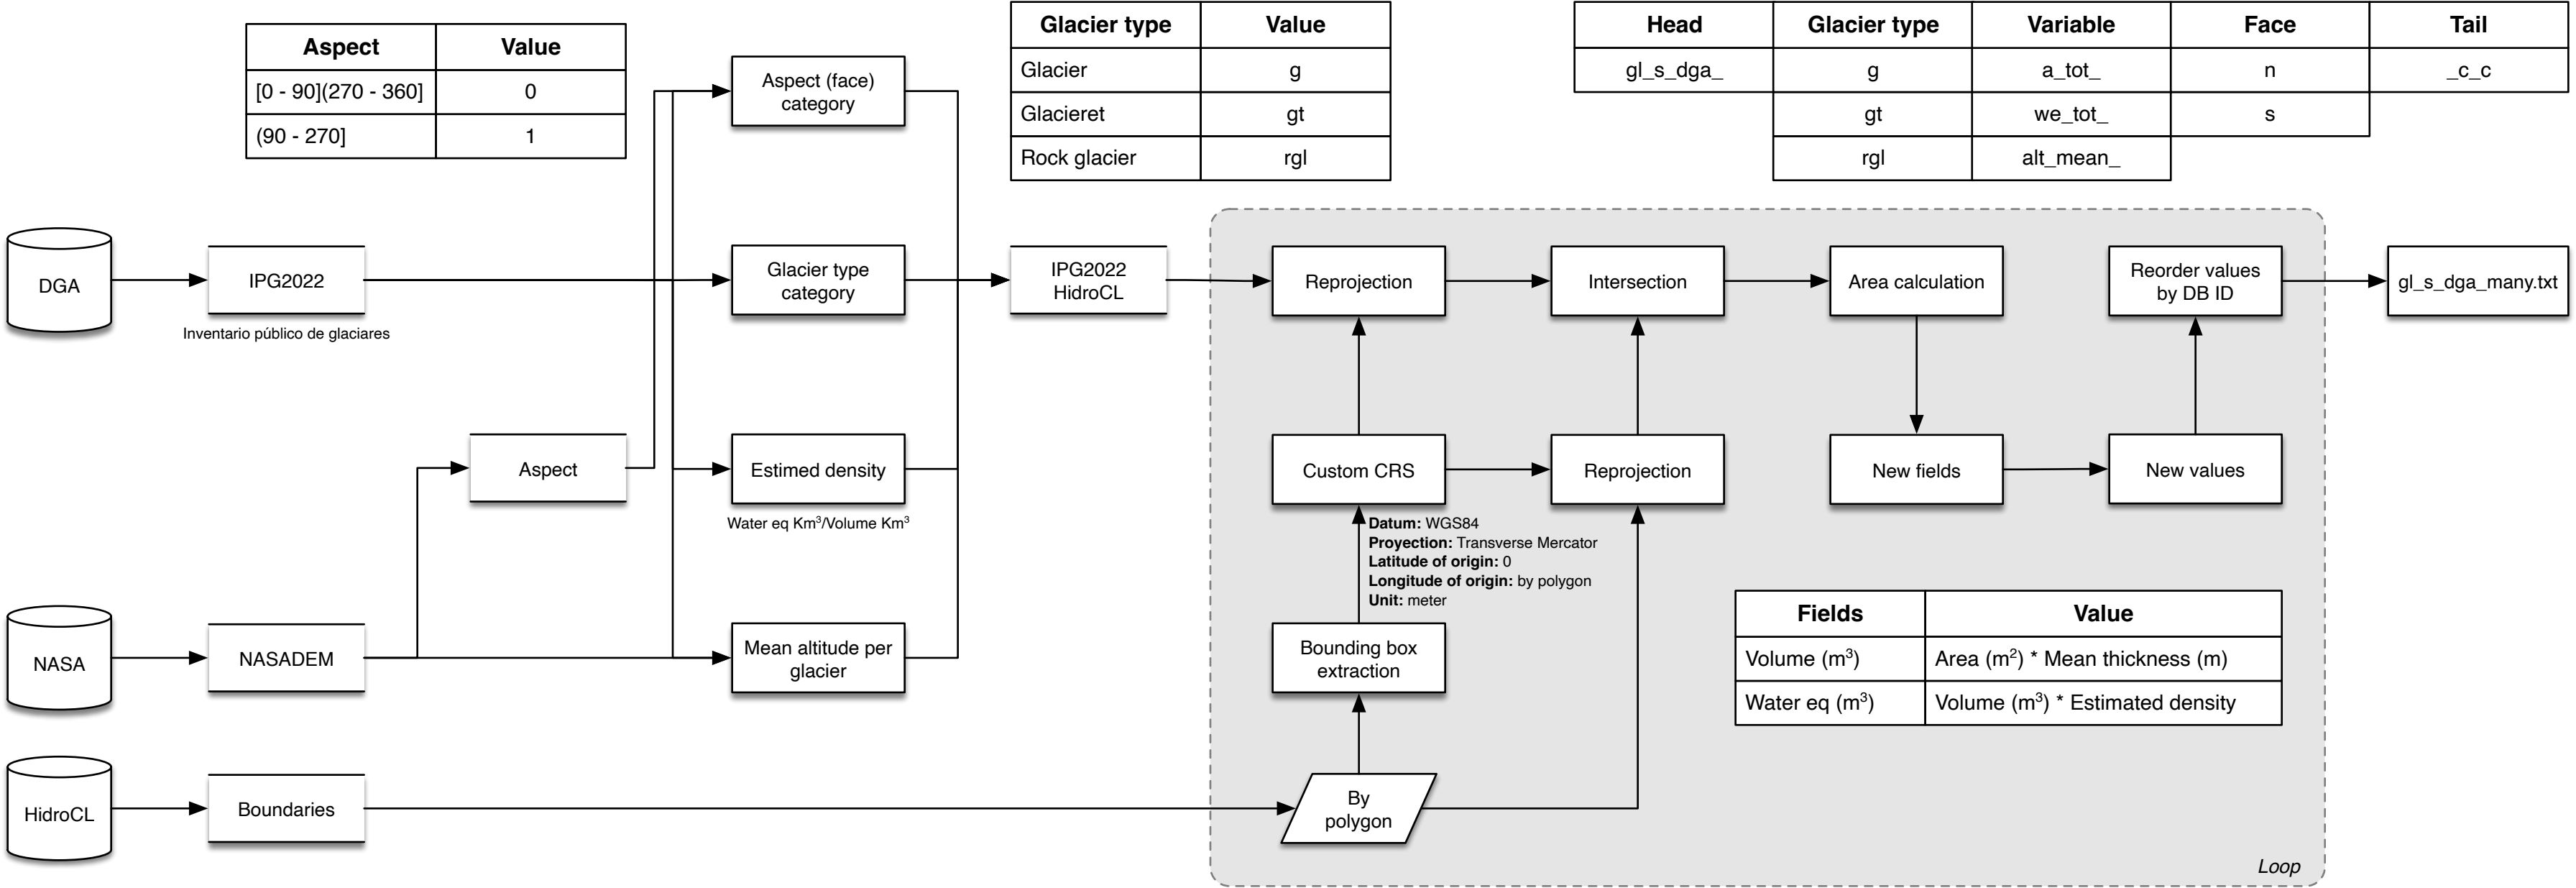 Aspect Value
[0 - 90](270 - 360] 0
(90 - 270] 1
Aspect (face)
category
Glacier type Value
Glacier g
Glacieret gt
Rock glacier rgl
Head Glacier type Variable Face Tail
gl_s_dga_ g a_tot_ n _c_c
gt we_tot_ s
rgl alt_mean_
DGA
IPG2022
Inventario público de glaciares
Glacier type
category
IPG2022
HidroCL
Reprojection
Intersection
Area calculation
Reorder values
by DB ID
gl_s_dga_many.txt
Aspect
Estimed density
Water eq Km³/Volume Km³
Custom CRS
Reprojection
New fields
New values
Datum: WGS84
Proyection: Transverse Mercator
Latitude of origin: 0
Longitude of origin: by polygon
Unit: meter
NASA
NASADEM
Mean altitude per
glacier
Bounding box
extraction
Fields Value
Volume (m³) Area (m²) * Mean thickness (m)
Water eq (m³) Volume (m³) * Estimated density
HidroCL
Boundaries
By
polygon
Loop